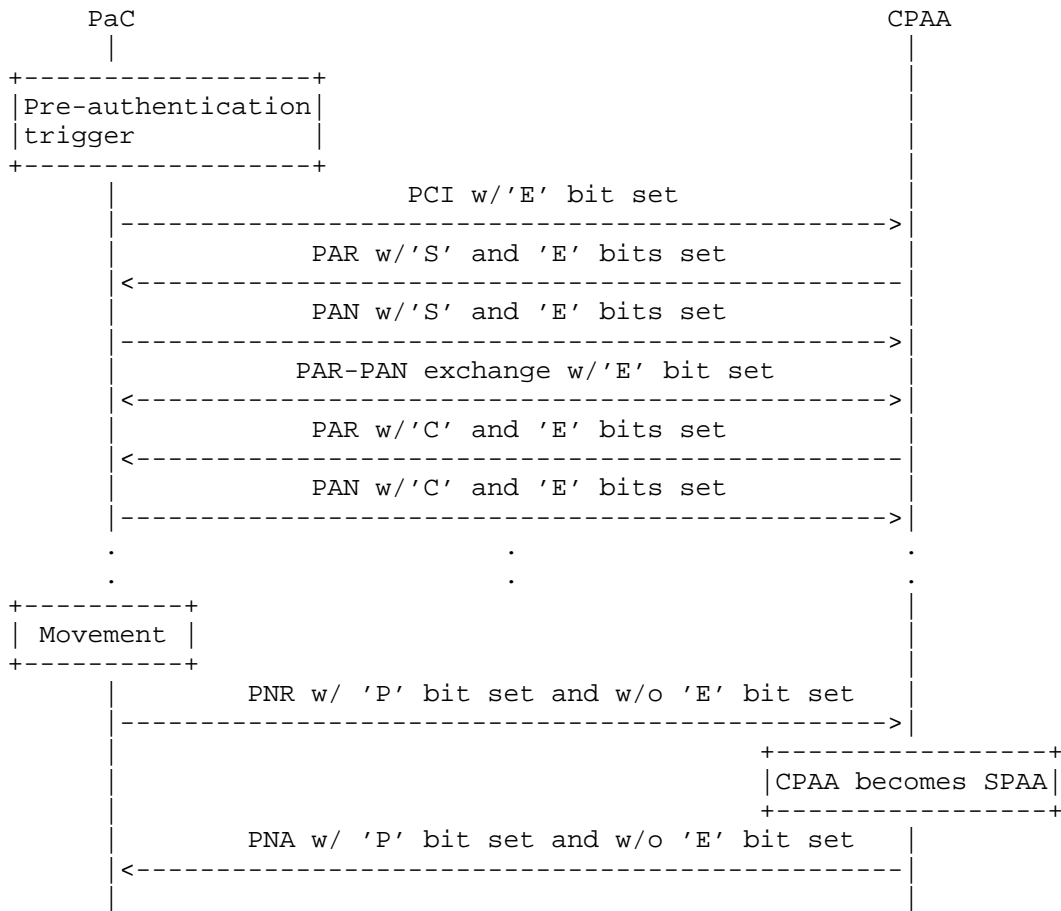 PaC CPAA
Pre-authentication
trigger
PCI w/'E' bit set
PAR w/'S' and 'E' bits set
PAN w/'S' and 'E' bits set
PAR-PAN exchange w/'E' bit set
PAR w/'C' and 'E' bits set
PAN w/'C' and 'E' bits set
Movement
PNR w/ 'P' bit set and w/o 'E' bit set
CPAA becomes SPAA
PNA w/ 'P' bit set and w/o 'E' bit set